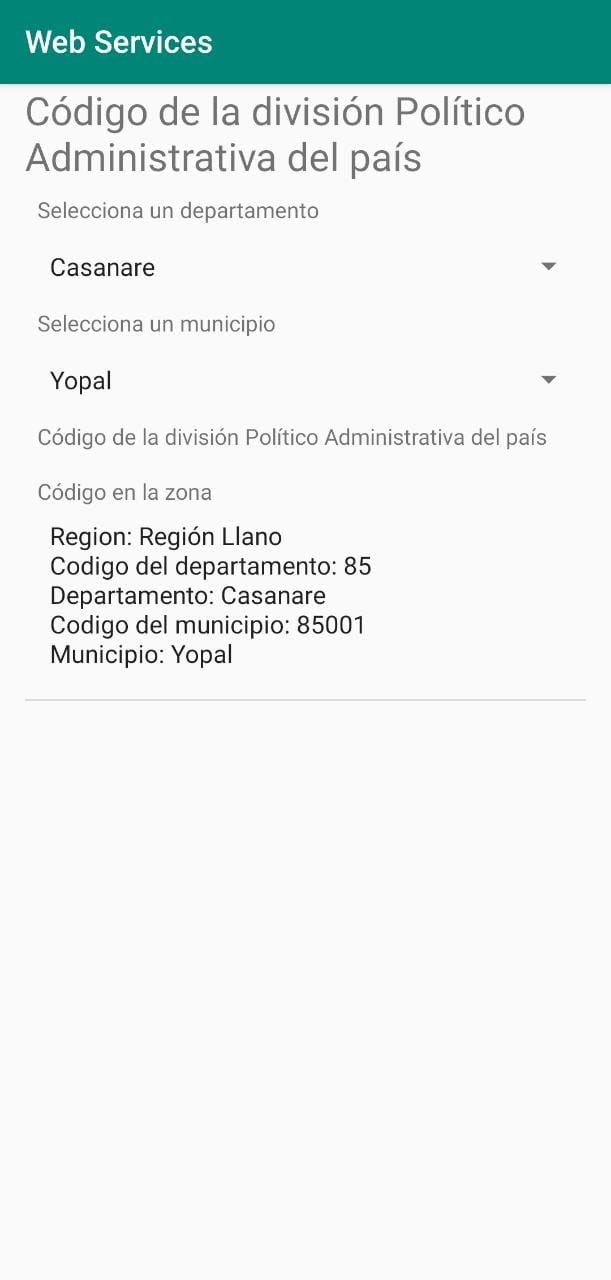 Web Services
Código de la división Político
Administrativa del país
Selecciona un departamento
Casanare
Selecciona un municipio
Yopal
Código de la división Político Administrativa del país
Código en la zona
Region: Región Llano
Codigo del departamento: 85
Departamento: Casanare
Codigo del municipio: 85001
Municipio: Yopal